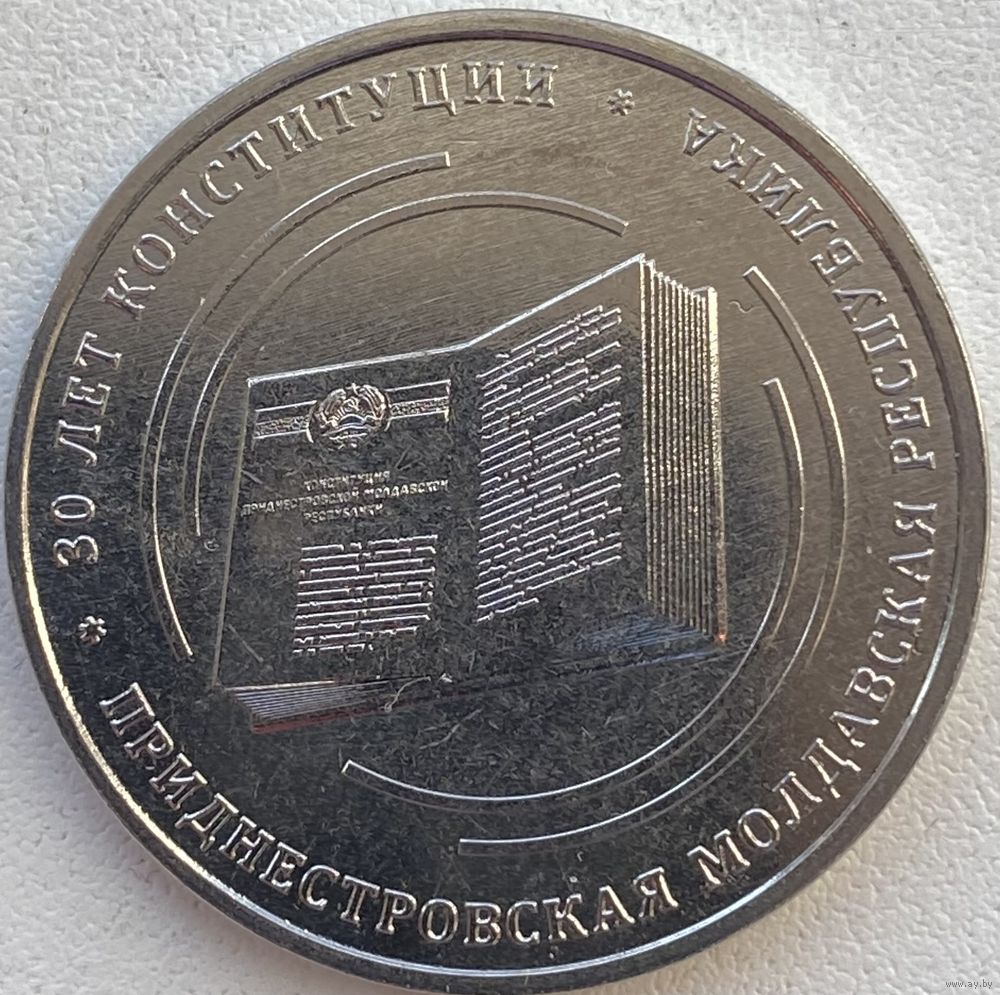 * 30 ЛЕТ КОНСТИТУЦИИ *
ПРИДНЕСТРОВСКАЯ МОЛДАВСКАЯ РЕСПУБЛИКА
КОНСТИТУЦИЯ
ПРИДНЕСТРОВСКОЙ МОЛДАВСКОЙ
РЕСПУБЛИКИ
www.ay.by